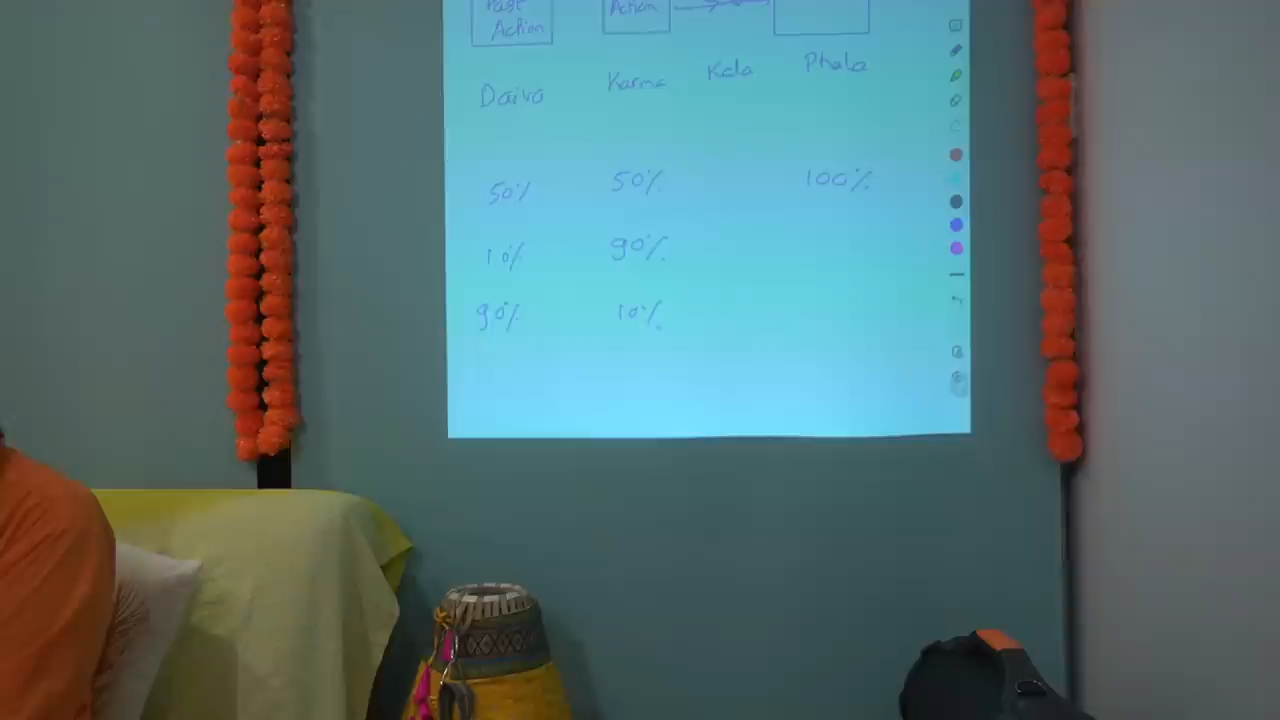 Past Action
Action
Daiva Karma Kala Phala
50% 50% 100%
10% 90%
90% 10%